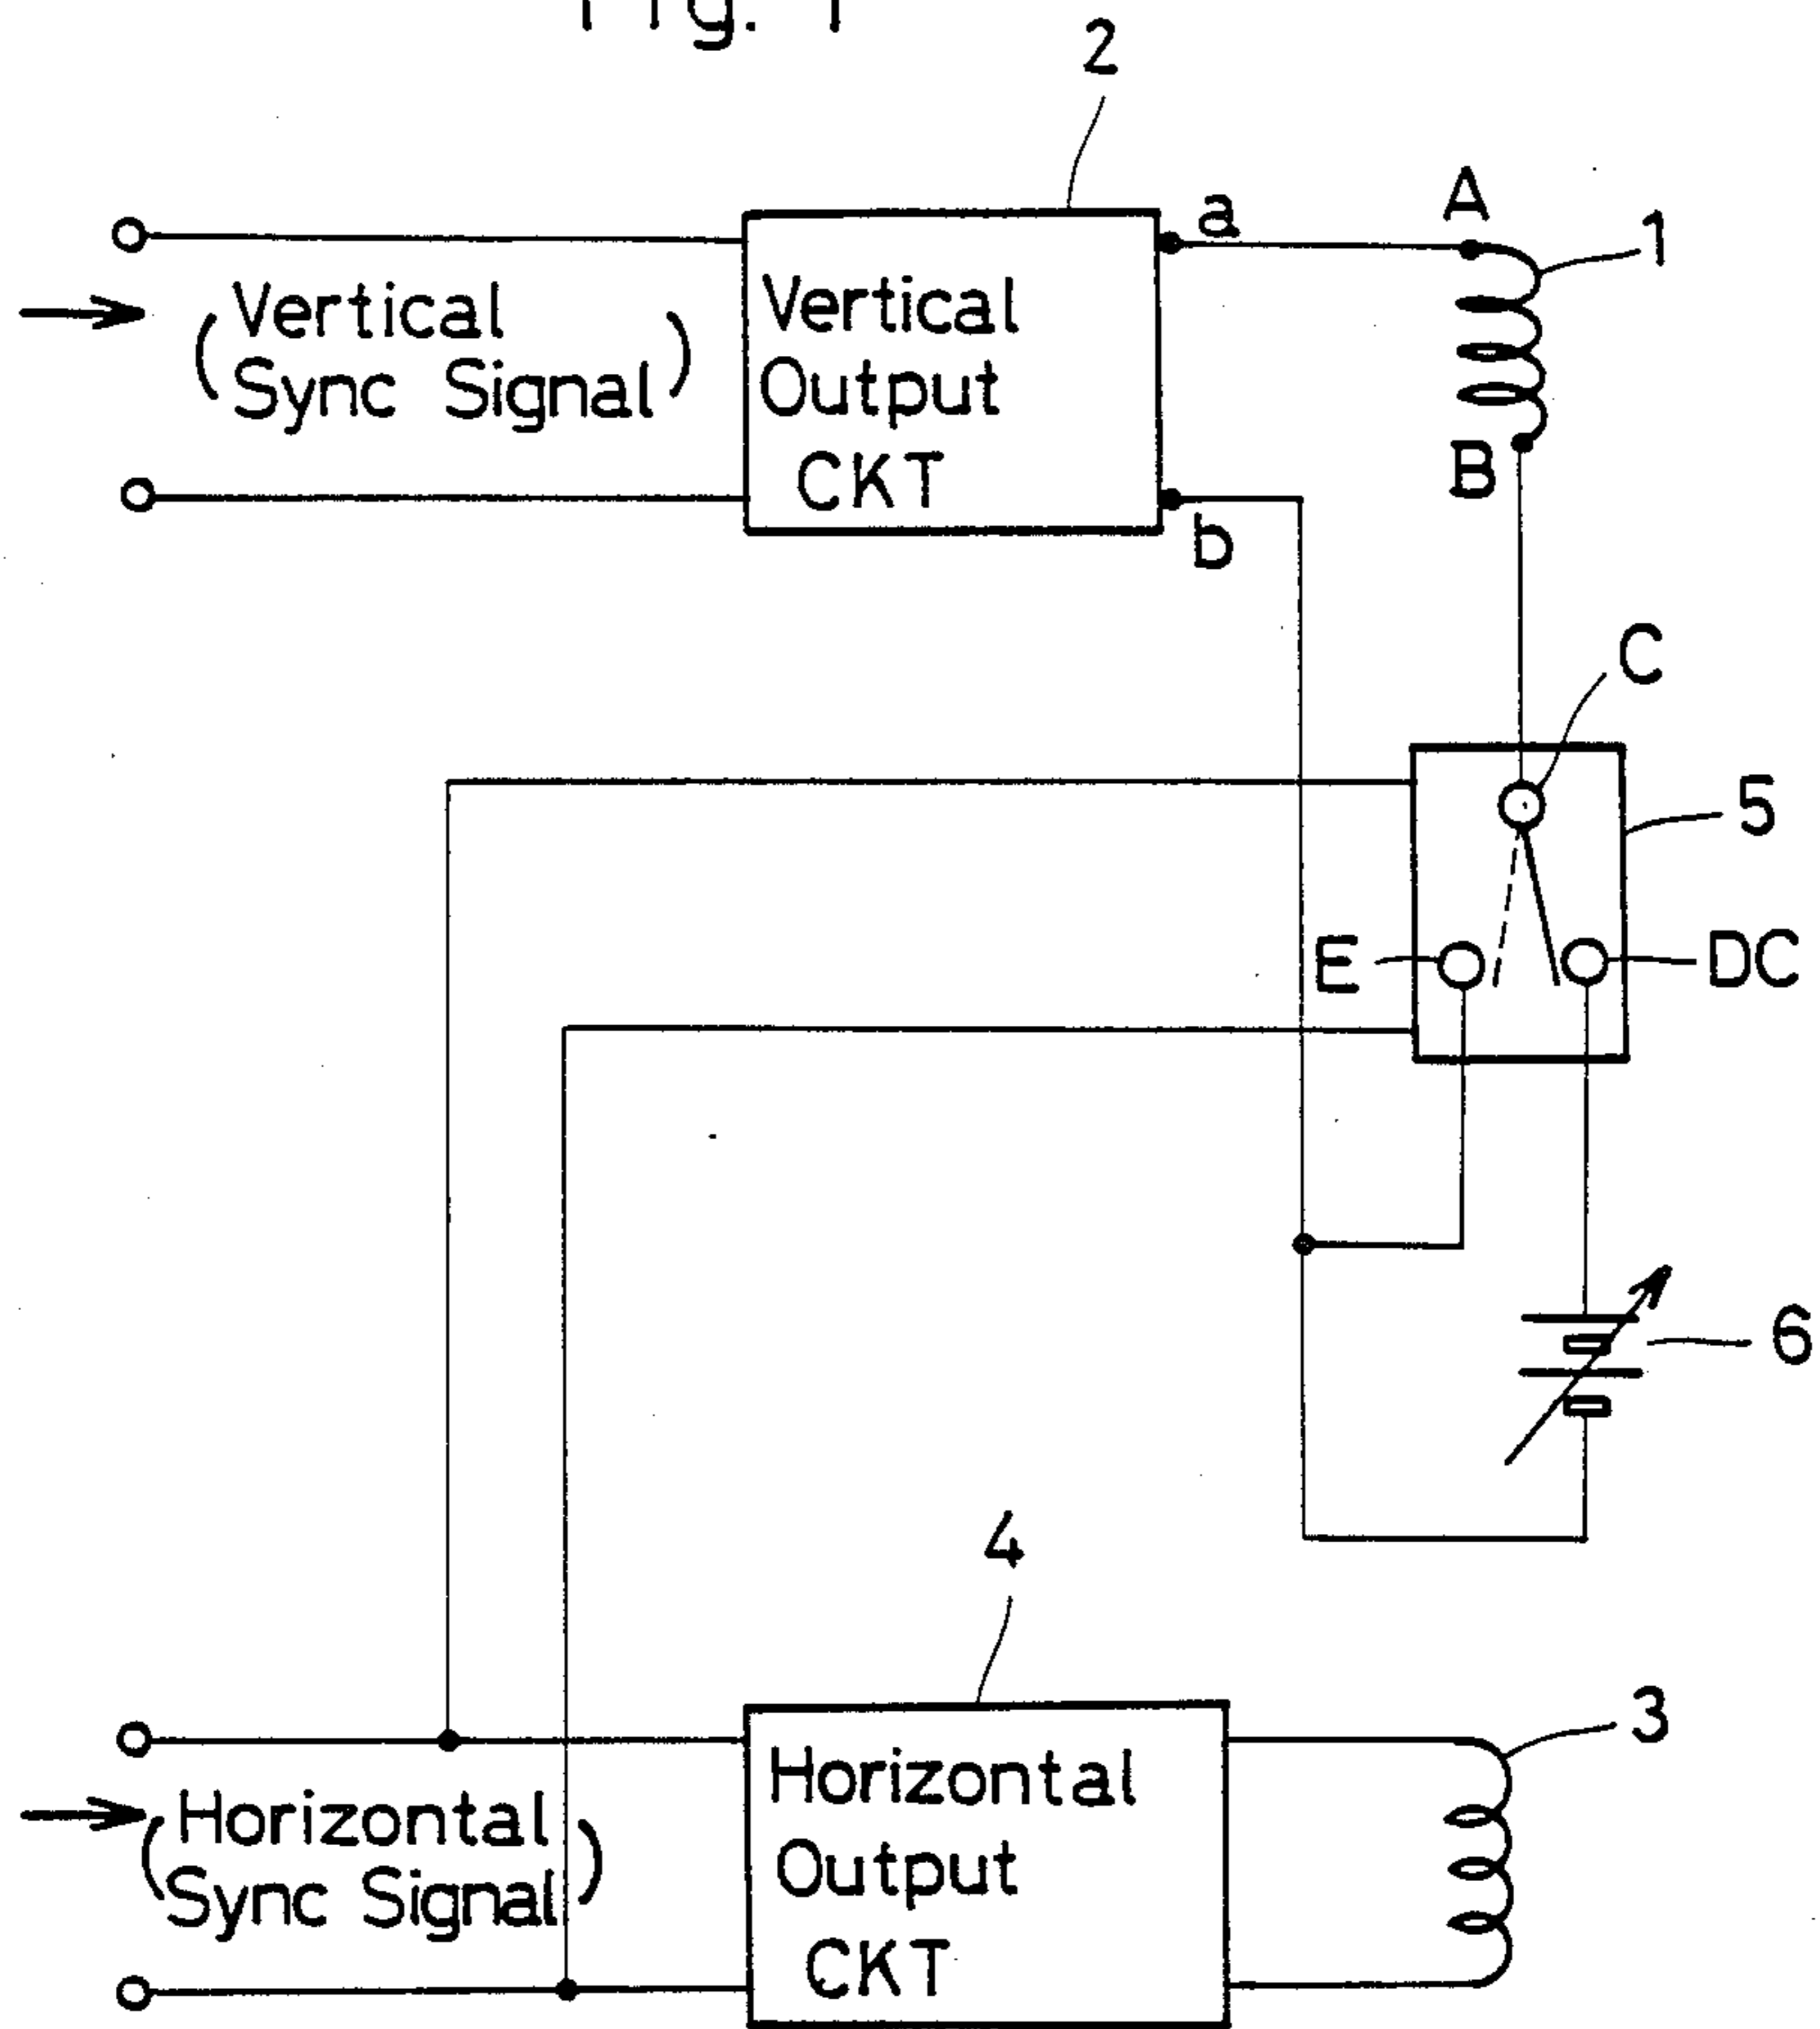 Fig. 1
2
a
A
1
(Vertical
Sync Signal)
Vertical
Output
CKT
B
b
C
5
E
DC
6
4
3
(Horizontal
Sync Signal)
Horizontal
Output
CKT